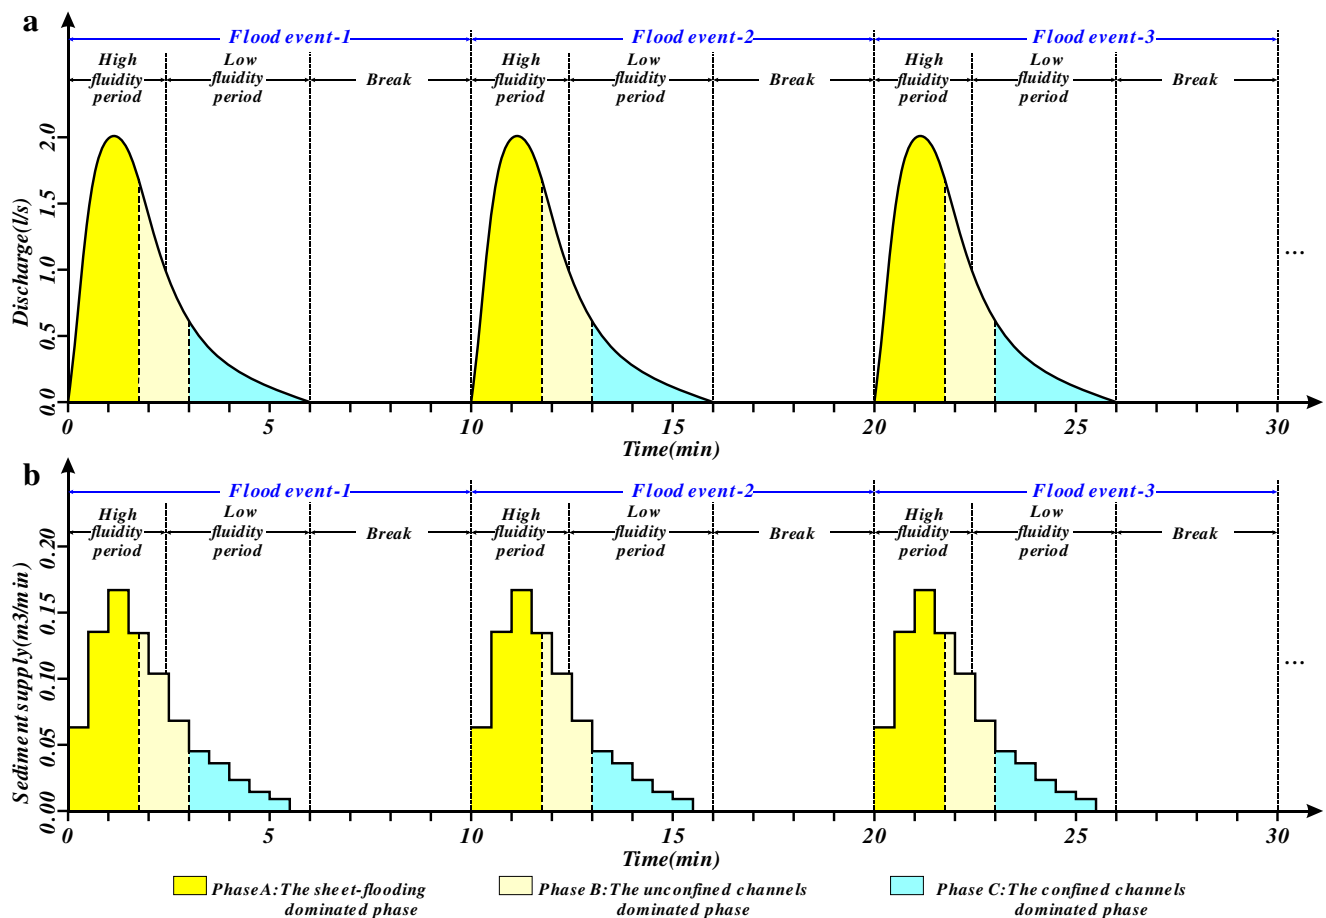 a
Flood event-1 Flood event-2 Flood event-3
High fluidity period Low fluidity period Break High fluidity period Low fluidity period Break High fluidity period Low fluidity period Break
Discharge(l/s)
2.0
1.5
1.0
0.5
0.0
...
0 5 10 15 20 25 30
Time(min)
b
Flood event-1 Flood event-2 Flood event-3
High fluidity period Low fluidity period Break High fluidity period Low fluidity period Break High fluidity period Low fluidity period Break
Sediment supply(m3/min)
0.20
0.15
0.10
0.05
0.00
...
0 5 10 15 20 25 30
Time(min)
Phase A:The sheet-flooding dominated phase
Phase B:The unconfined channels dominated phase
Phase C:The confined channels dominated phase